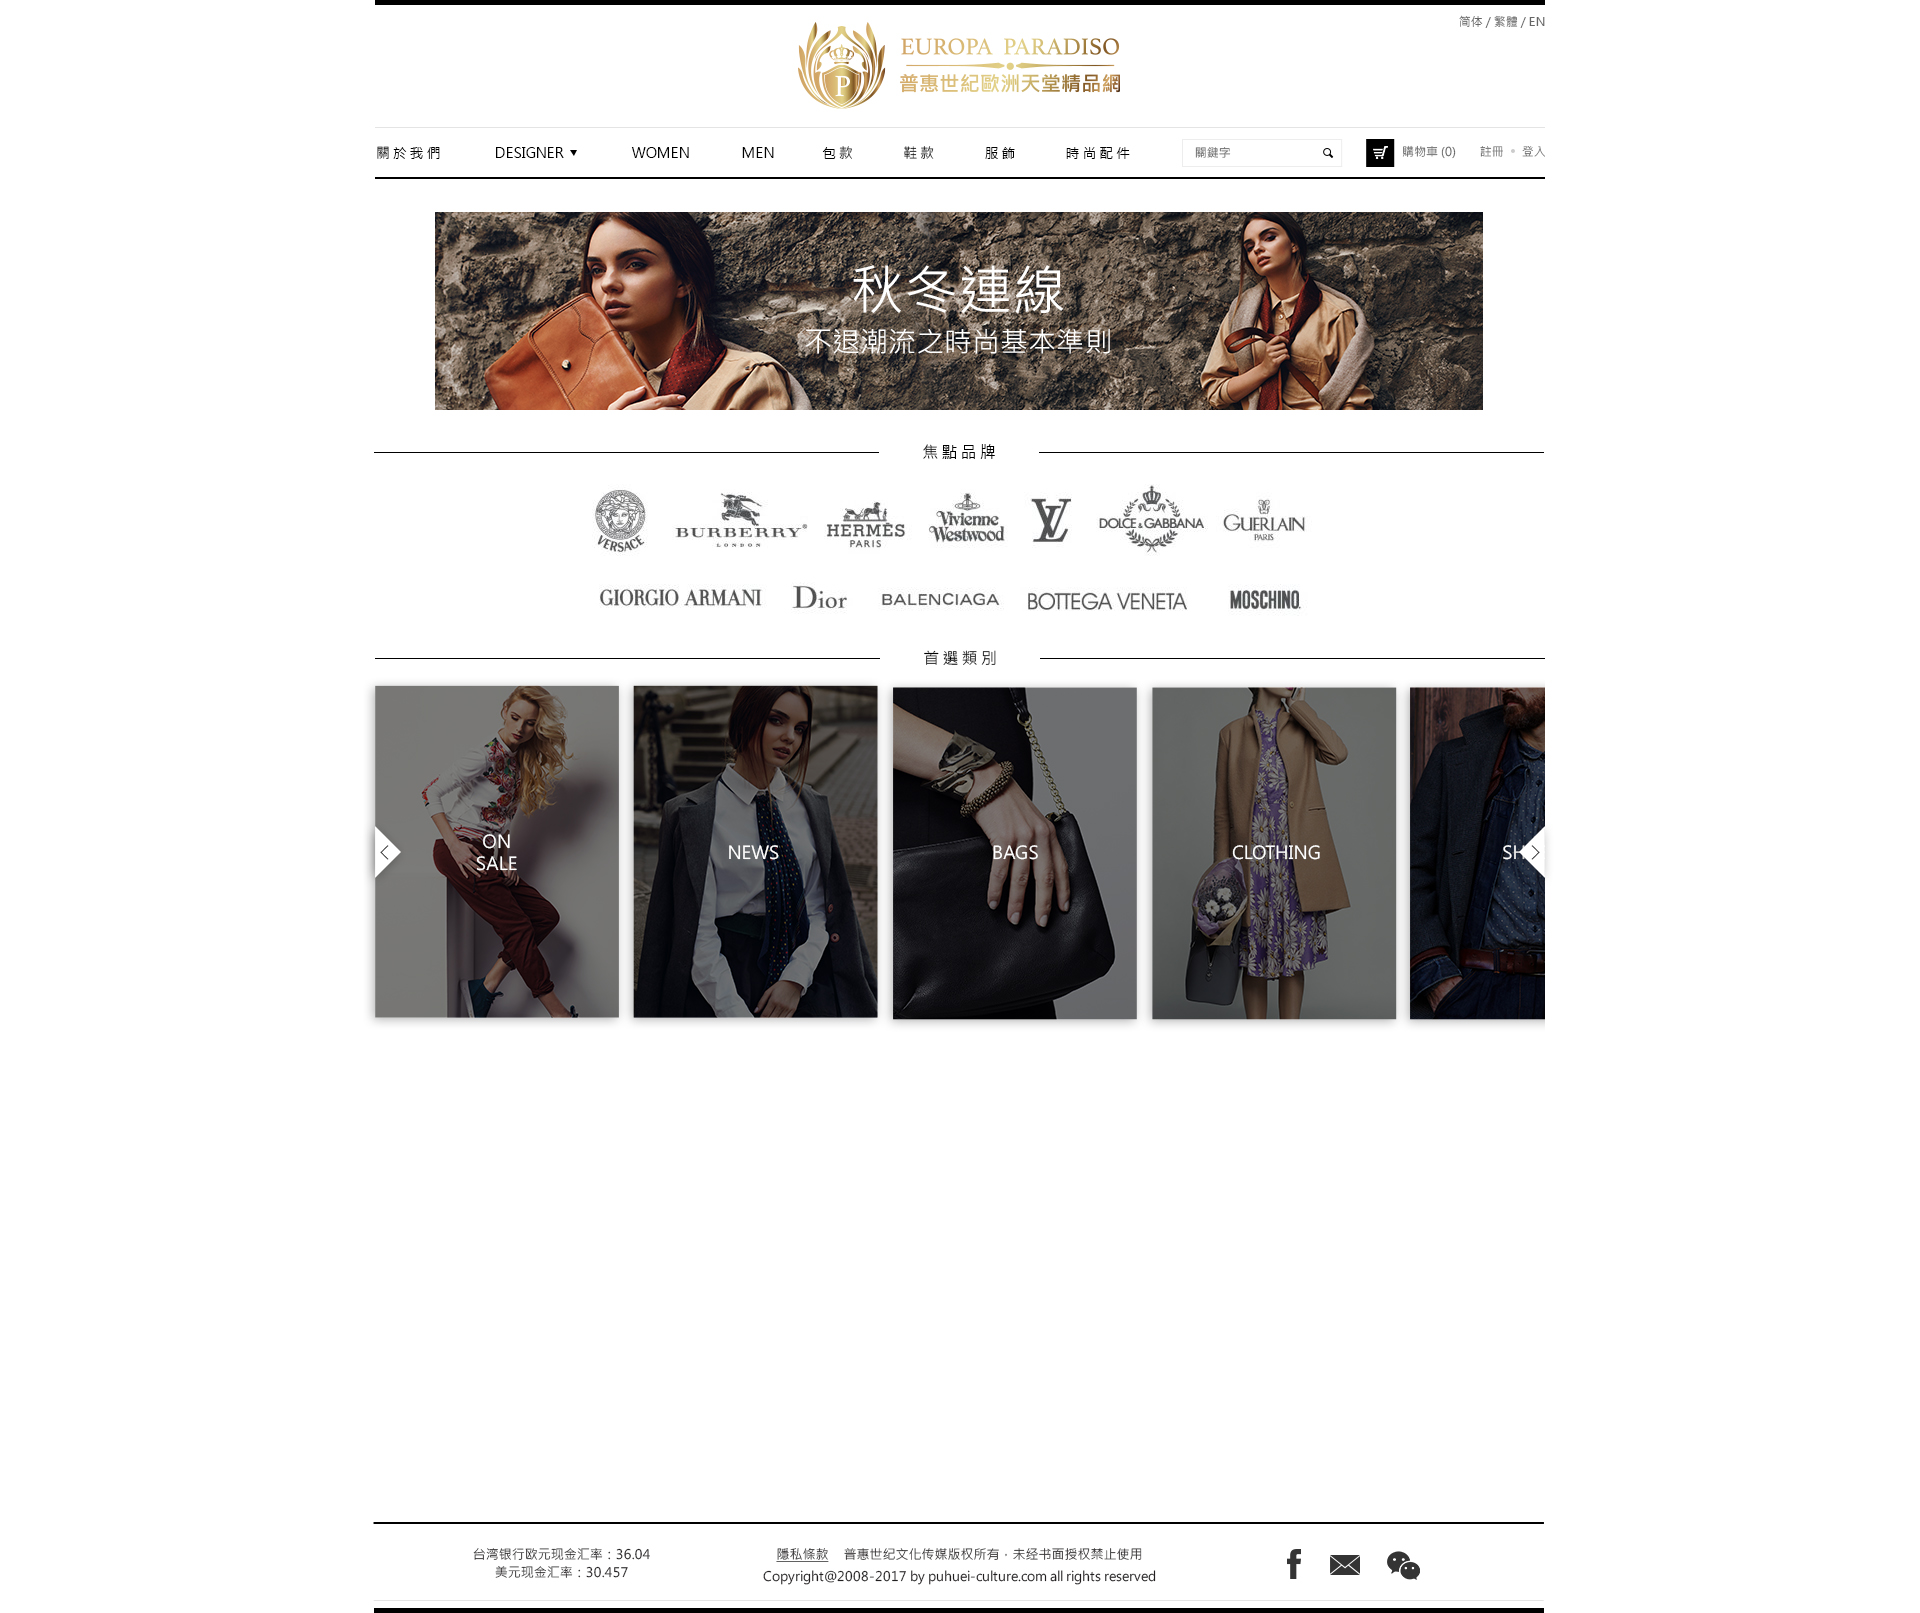 简体 / 繁體 / EN
P
EUROPA PARADISO
普惠世紀歐洲天堂精品網
關於我們 DESIGNER ▼ WOMEN MEN 包款 鞋款 服飾 時尚配件 關鍵字 購物車 (0) 註冊 • 登入
秋冬連線
不退潮流之時尚基本準則
焦點品牌
VERSACE
BURBERRY®
LONDON
HERMÈS
PARIS
Vivienne
Westwood
LV
DOLCE & GABBANA
GUERLAIN
PARIS
GIORGIO ARMANI Dior BALENCIAGA BOTTEGA VENETA MOSCHINO
首選類別
ON
SALE
NEWS
BAGS
CLOTHING
SH
台湾银行欧元现金汇率：36.04
美元现金汇率：30.457
隱私條款 普惠世纪文化传媒版权所有 · 未经书面授权禁止使用
Copyright@2008-2017 by puhuei-culture.com all rights reserved